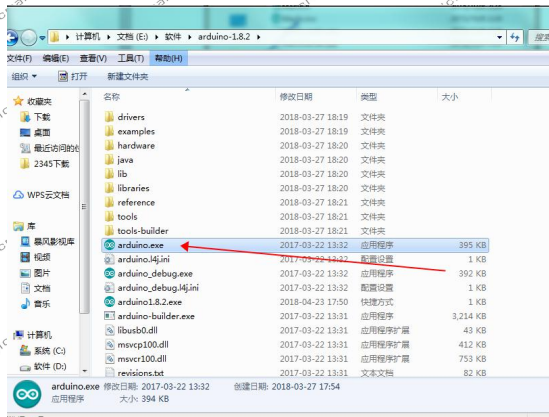 计算机 ▸ 文档 (E:) ▸ 软件 ▸ arduino-1.8.2 ▸
文件(F) 编辑(E) 查看(V) 工具(T) 帮助(H)
组织 打开 新建文件夹
名称 修改日期 类型 大小
收藏夹
下载
桌面
最近访问的
2345下载
WPS云文档
库
暴风影视库
视频
图片
文档
音乐
计算机
系统 (C:)
软件 (D:)
drivers 2018-03-27 18:19 文件夹
examples 2018-03-27 18:19 文件夹
hardware 2018-03-27 18:20 文件夹
java 2018-03-27 18:20 文件夹
lib 2018-03-27 18:20 文件夹
libraries 2018-03-27 18:20 文件夹
reference 2018-03-27 18:21 文件夹
tools 2018-03-27 18:21 文件夹
tools-builder 2018-03-27 18:21 文件夹
arduino.exe 2017-03-22 13:32 应用程序 395 KB
arduino.l4j.ini 2017-03-22 13:32 配置设置 1 KB
arduino_debug.exe 2017-03-22 13:32 应用程序 392 KB
arduino_debug.l4j.ini 2017-03-22 13:32 配置设置 1 KB
arduino1.8.2.exe 2018-04-23 17:50 快捷方式 1 KB
arduino-builder.exe 2017-03-22 13:31 应用程序 3,214 KB
libusb0.dll 2017-03-22 13:31 应用程序扩展 43 KB
msvcp100.dll 2017-03-22 13:31 应用程序扩展 412 KB
msvcr100.dll 2017-03-22 13:31 应用程序扩展 753 KB
revisions.txt 2017-03-22 13:31 文本文档 82 KB
arduino.exe 修改日期: 2017-03-22 13:32 创建日期: 2018-03-27 17:54
应用程序 大小: 394 KB